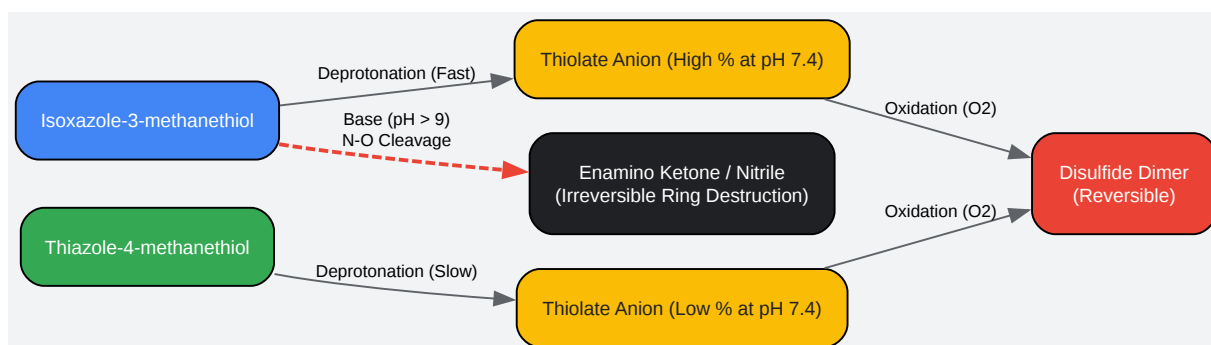 Isoxazole-3-methanethiol
Deprotonation (Fast)
Thiolate Anion (High % at pH 7.4)
Base (pH > 9)
N-O Cleavage
Enamino Ketone / Nitrile
(Irreversible Ring Destruction)
Oxidation (O2)
Disulfide Dimer
(Reversible)
Thiazole-4-methanethiol
Deprotonation (Slow)
Thiolate Anion (Low % at pH 7.4)
Oxidation (O2)